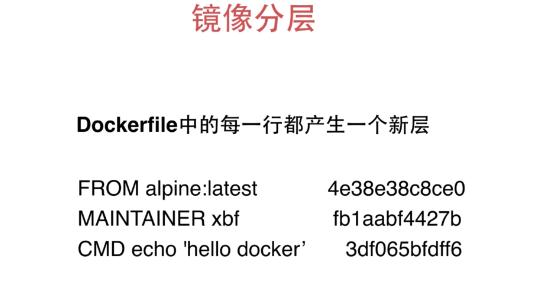 镜像分层
Dockerfile中的每一行都产生一个新层
FROM alpine:latest 4e38e38c8ce0
MAINTAINER xbf fb1aabf4427b
CMD echo 'hello docker’ 3df065bfdff6